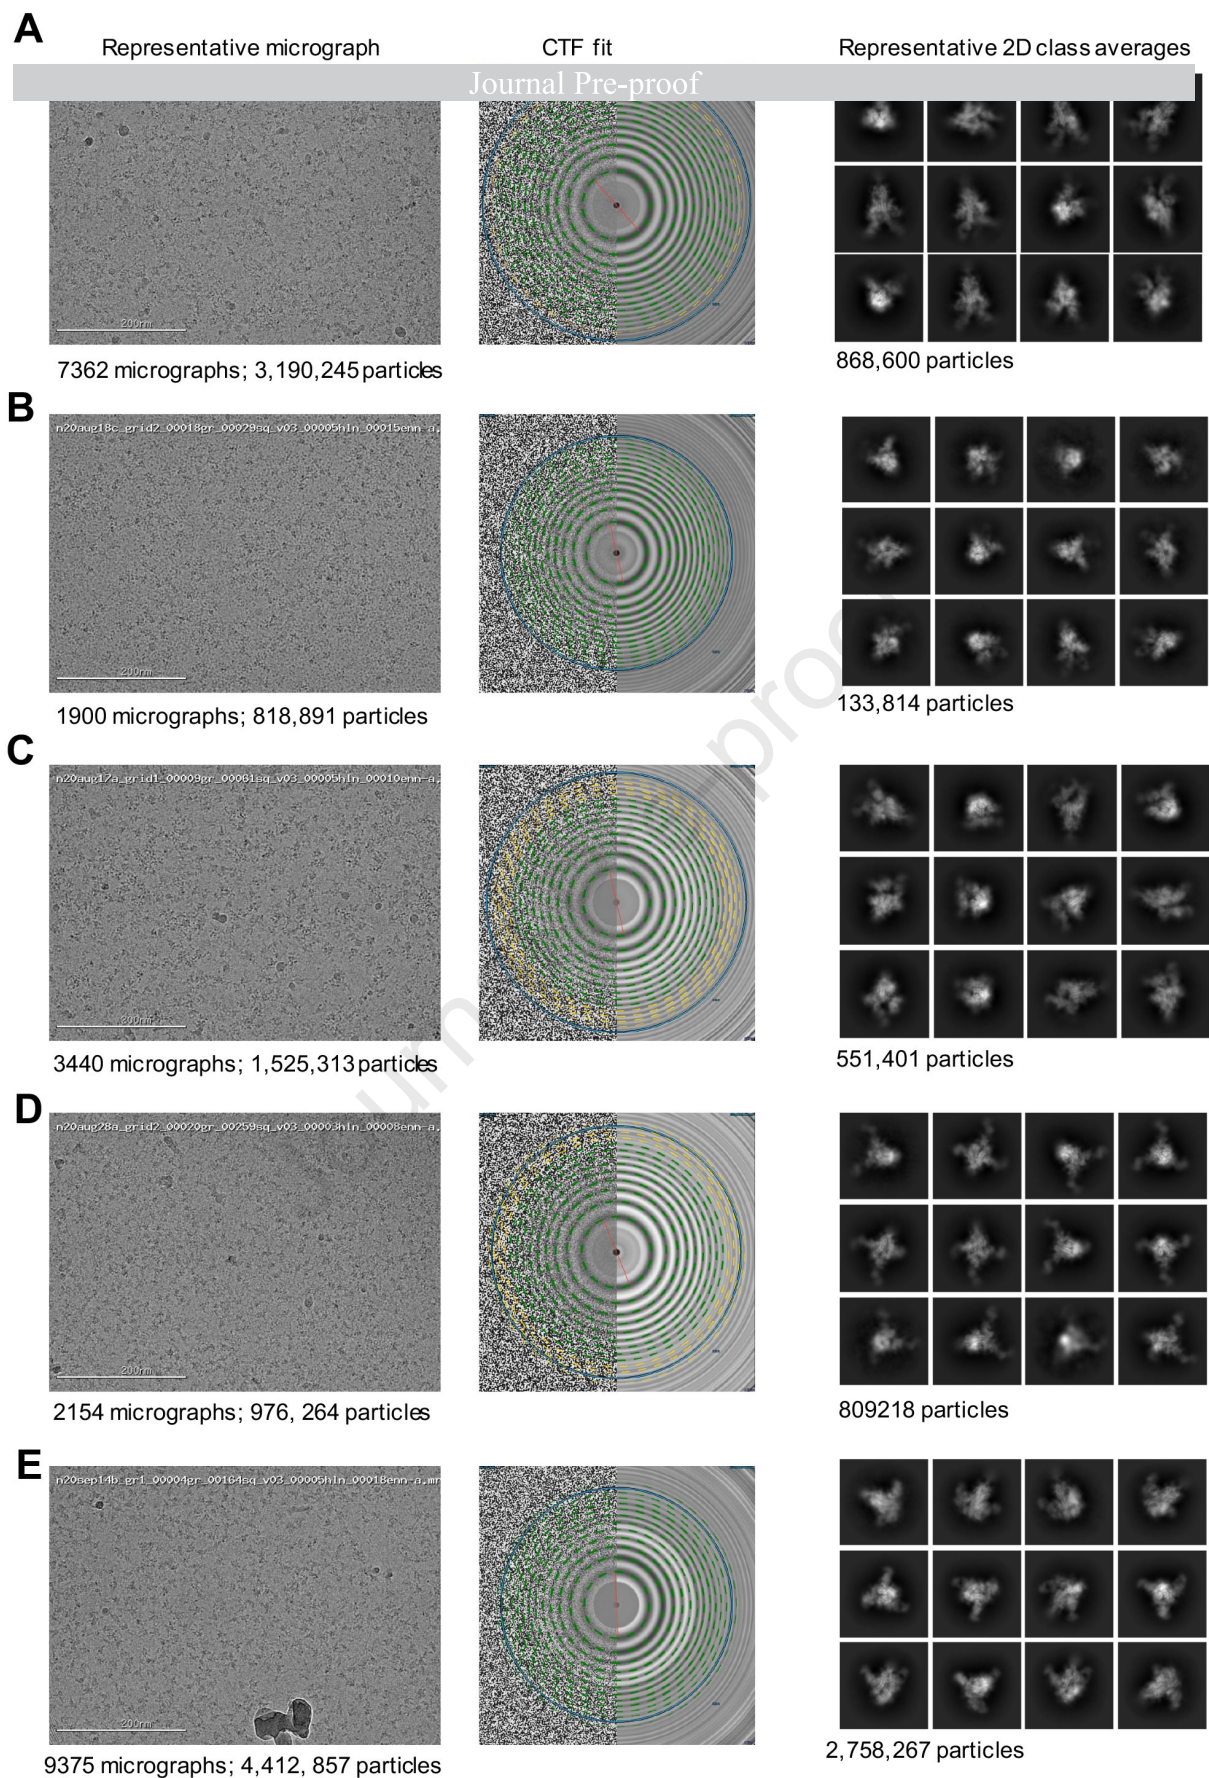 A
Representative micrograph CTF fit Representative 2D class averages
Journal Pre-proof
200nm
7362 micrographs; 3,190,245 particles
868,600 particles
B
n20aug18c_grid2_00018gr_00029sq_v03_00005hln_00015enn-a.
200nm
1900 micrographs; 818,891 particles
133,814 particles
C
n20aug17a_grid1_00009gr_00061sq_v03_00005hln_00010enn-a.
200nm
3440 micrographs; 1,525,313 particles
551,401 particles
D
n20aug28a_grid2_00020gr_00259sq_v03_00003hln_00008enn-a.
200nm
2154 micrographs; 976, 264 particles
809218 particles
E
n20sep14b_gr1_00004gr_00164sq_v03_00005hln_00018enn-a.mr
200nm
9375 micrographs; 4,412, 857 particles
2,758,267 particles